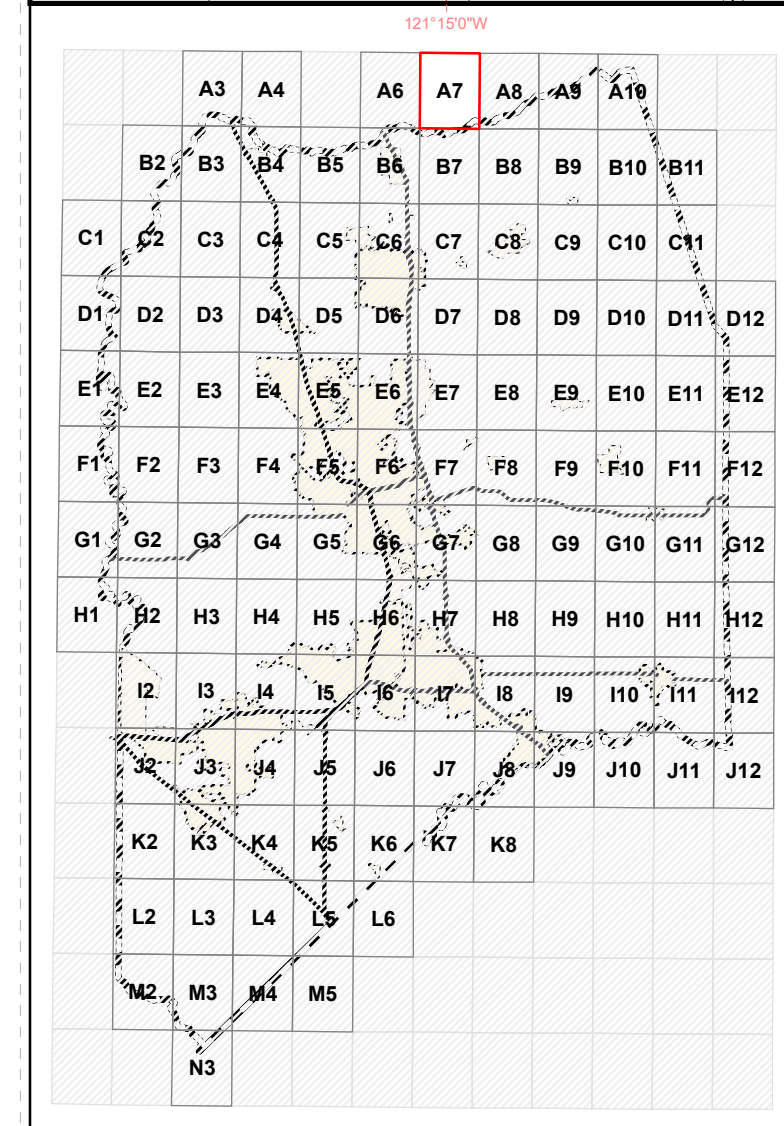 121°15'0"W
A3 A4 A6 A7 A8 A9 A10
B2 B3 B4 B5 B6 B7 B8 B9 B10 B11
C1 C2 C3 C4 C5 C6 C7 C8 C9 C10 C11
D1 D2 D3 D4 D5 D6 D7 D8 D9 D10 D11 D12
E1 E2 E3 E4 E5 E6 E7 E8 E9 E10 E11 E12
F1 F2 F3 F4 F5 F6 F7 F8 F9 F10 F11 F12
G1 G2 G3 G4 G5 G6 G7 G8 G9 G10 G11 G12
H1 H2 H3 H4 H5 H6 H7 H8 H9 H10 H11 H12
I2 I3 I4 I5 I6 I7 I8 I9 I10 I11 I12
J2 J3 J4 J5 J6 J7 J8 J9 J10 J11 J12
K2 K3 K4 K5 K6 K7 K8
L2 L3 L4 L5 L6
M2 M3 M4 M5
N3